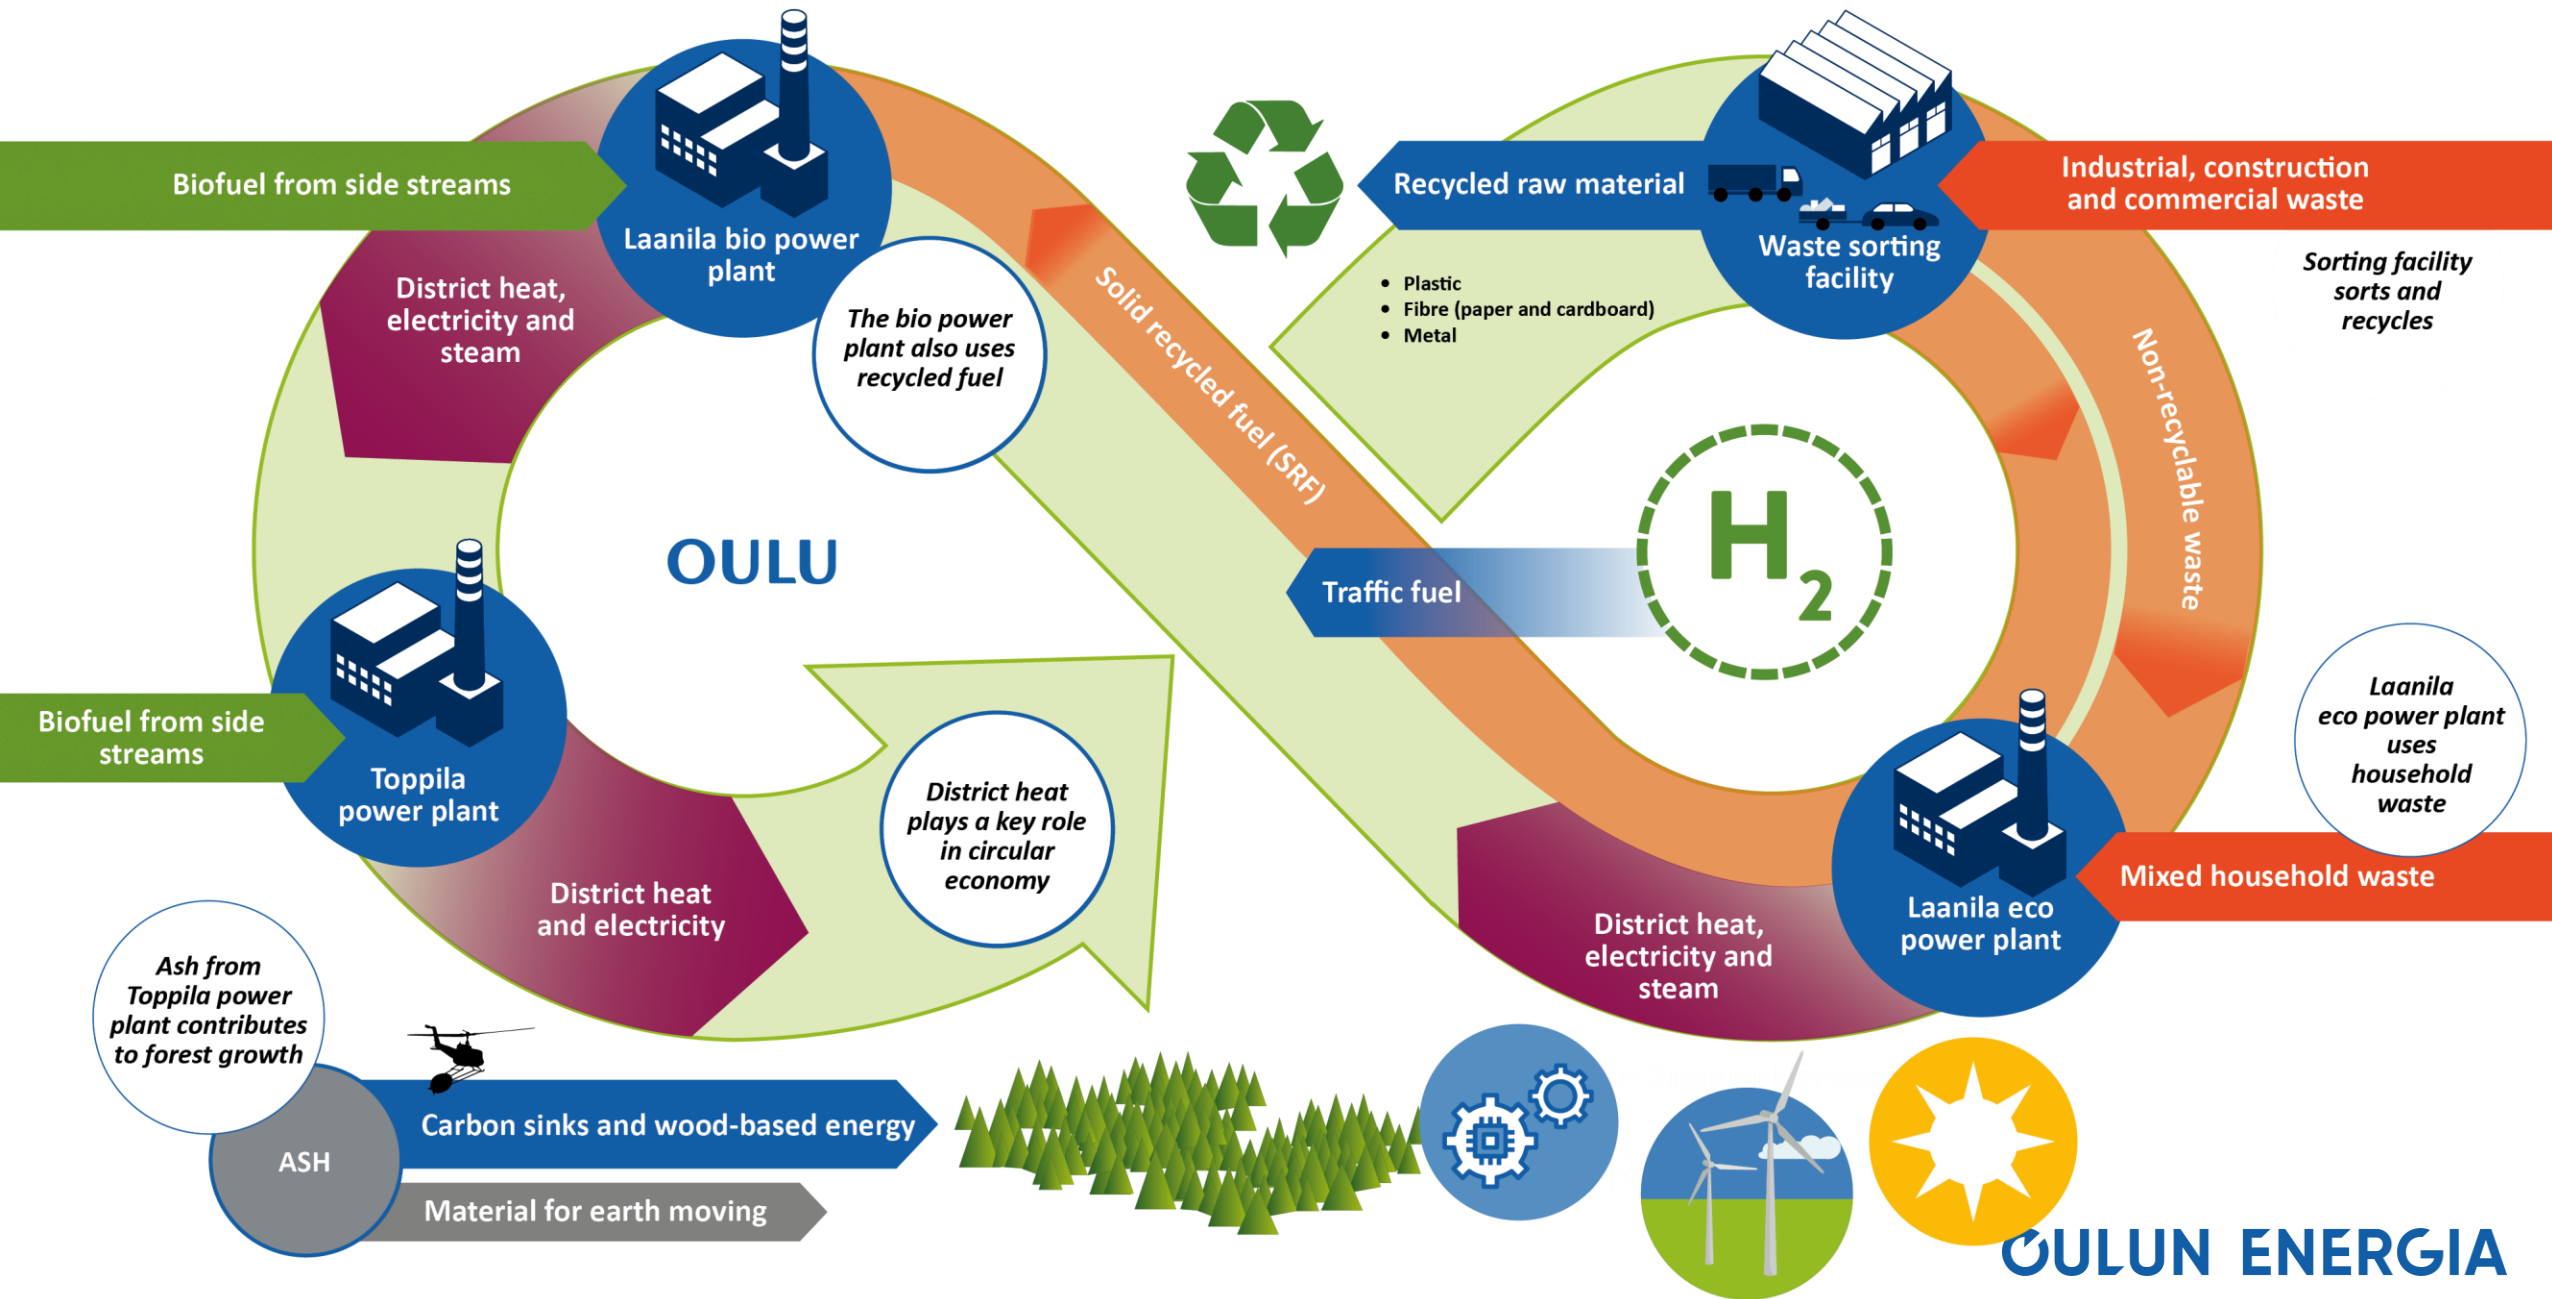 Biofuel from side streams
Laanila bio power
plant
District heat,
electricity and
steam
The bio power
plant also uses
recycled fuel
Solid recycled fuel (SRF)
Recycled raw material
• Plastic
• Fibre (paper and cardboard)
• Metal
Waste sorting
facility
Industrial, construction
and commercial waste
Sorting facility
sorts and
recycles
Non-recyclable waste
OULU
Traffic fuel
H2
Biofuel from side
streams
Toppila
power plant
District heat
and electricity
District heat
plays a key role
in circular
economy
District heat,
electricity and
steam
Laanila eco
power plant
Laanila
eco power plant
uses
household
waste
Mixed household waste
Ash from
Toppila power
plant contributes
to forest growth
ASH
Carbon sinks and wood-based energy
Material for earth moving
OULUN ENERGIA